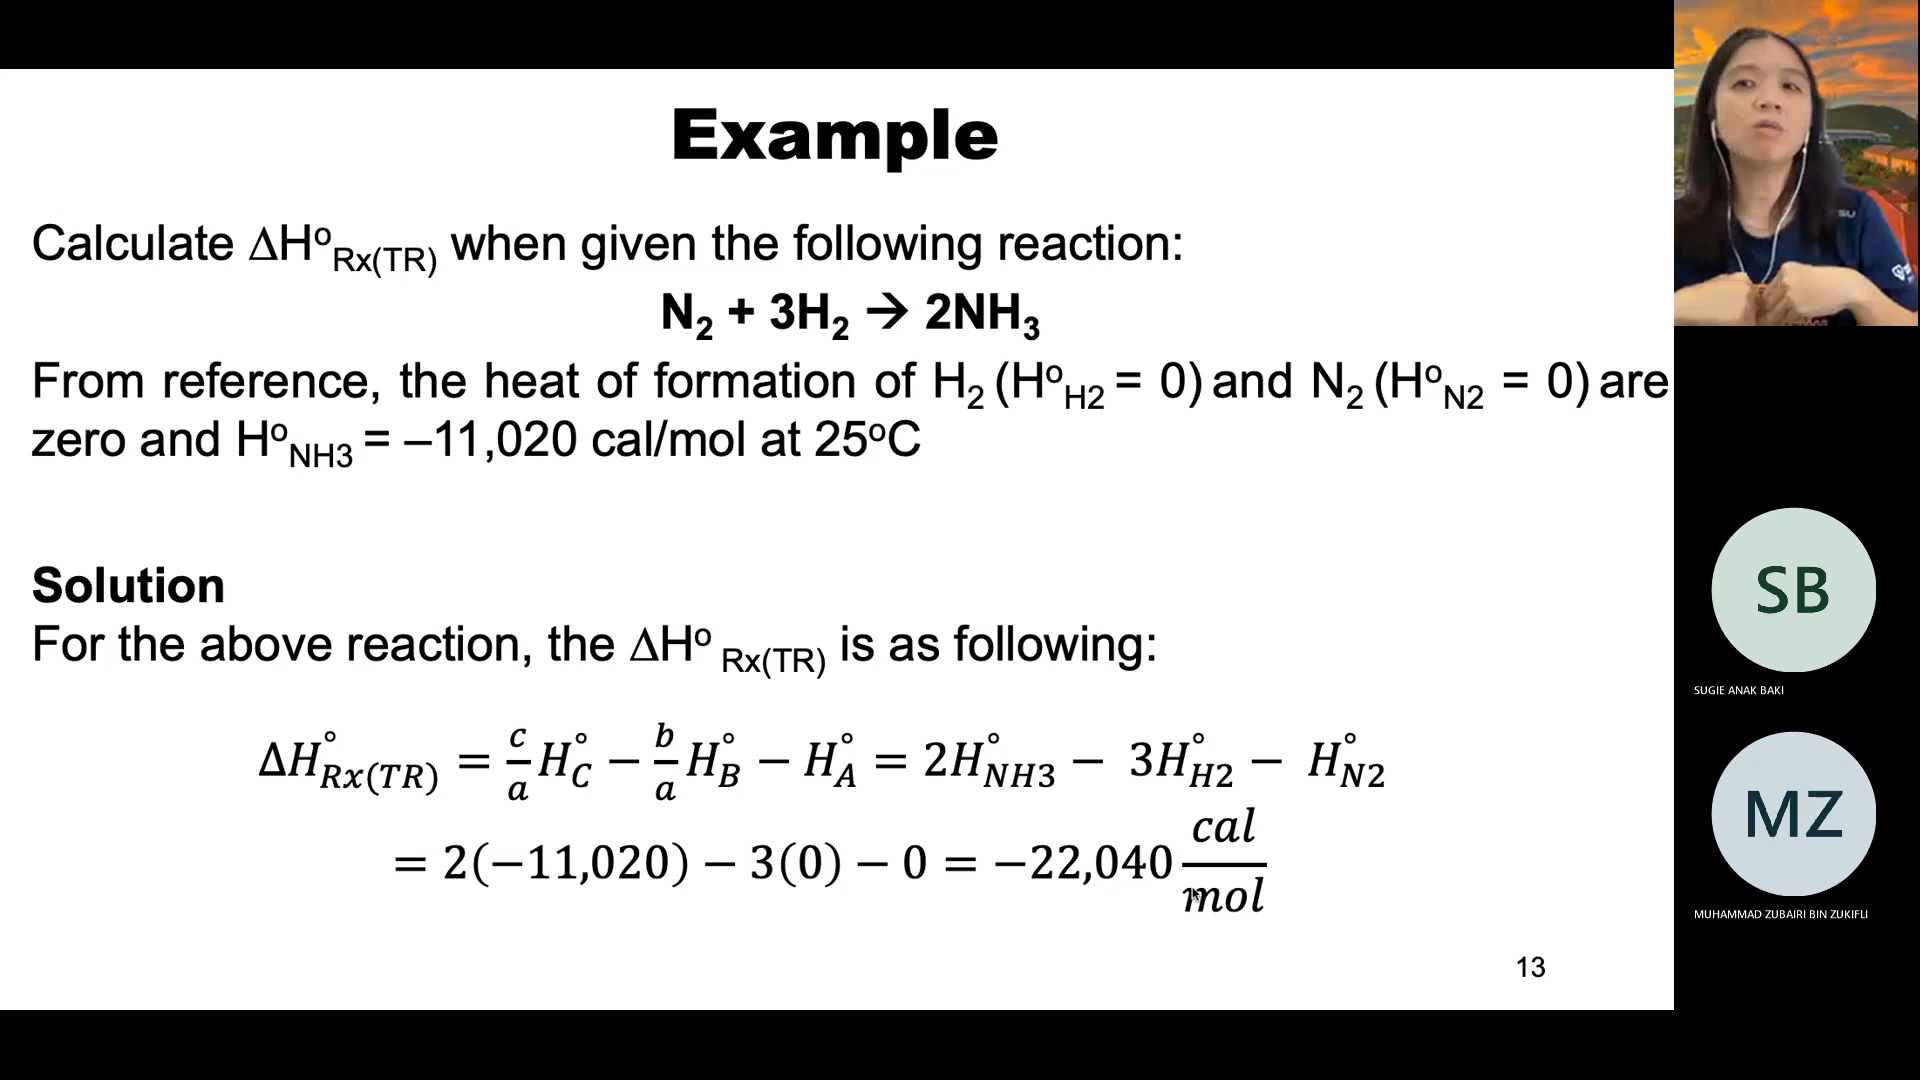 Example
Calculate ΔH°Rx(TR) when given the following reaction:
N₂ + 3H₂ → 2NH₃
From reference, the heat of formation of H₂ (H°H2 = 0) and N₂ (H°N2 = 0) are
zero and H°NH3 = –11,020 cal/mol at 25°C
Solution
For the above reaction, the ΔH° Rx(TR) is as following:
ΔH°Rx(TR) = c/a H°C − b/a H°B − H°A = 2H°NH3 − 3H°H2 − H°N2
= 2(−11,020) − 3(0) − 0 = −22,040 cal/mol
13
SB
SUGIE ANAK BAKI
MZ
MUHAMMAD ZUBAIRI BIN ZUKIFLI